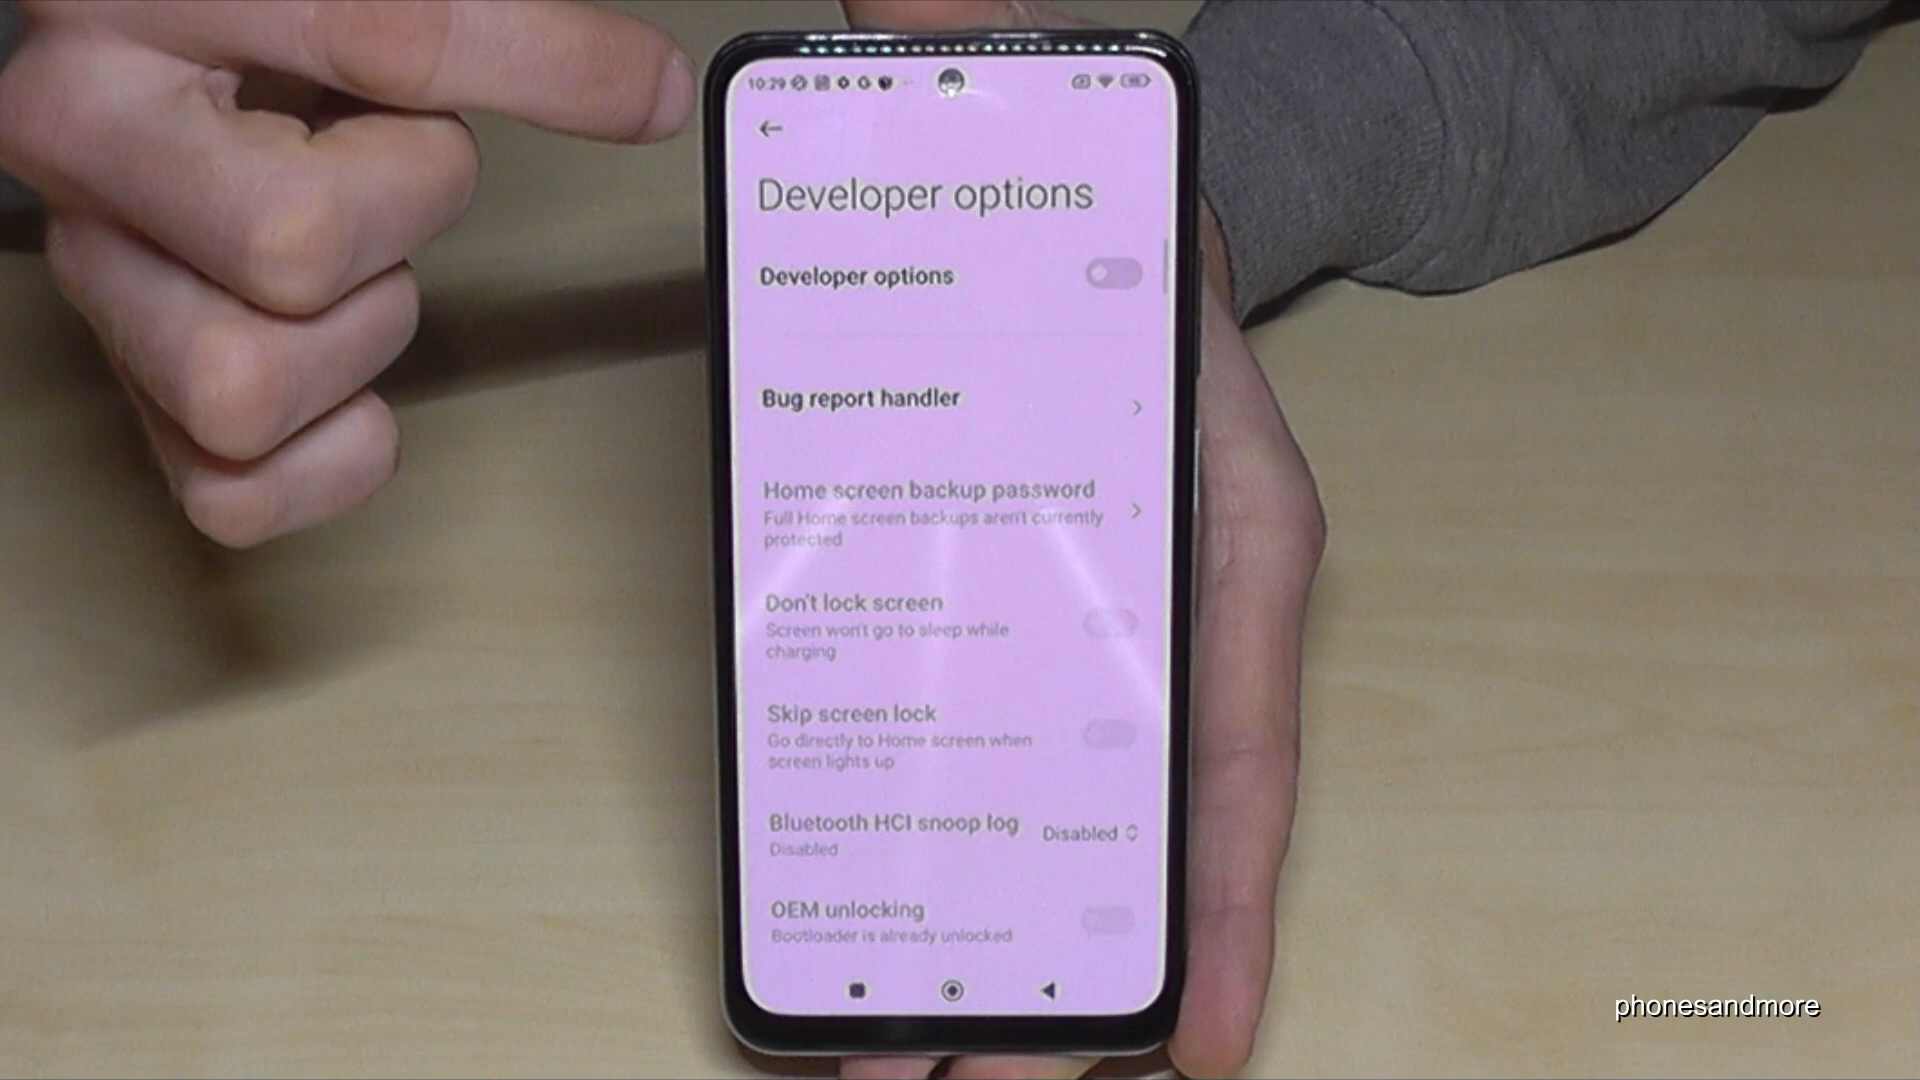 10:29
Developer options
Developer options
Bug report handler
Home screen backup password
Full Home screen backups aren't currently
protected
Don't lock screen
Screen won't go to sleep while
charging
Skip screen lock
Go directly to Home screen when
screen lights up
Bluetooth HCI snoop log
Disabled
Disabled
OEM unlocking
Bootloader is already unlocked
phonesandmore